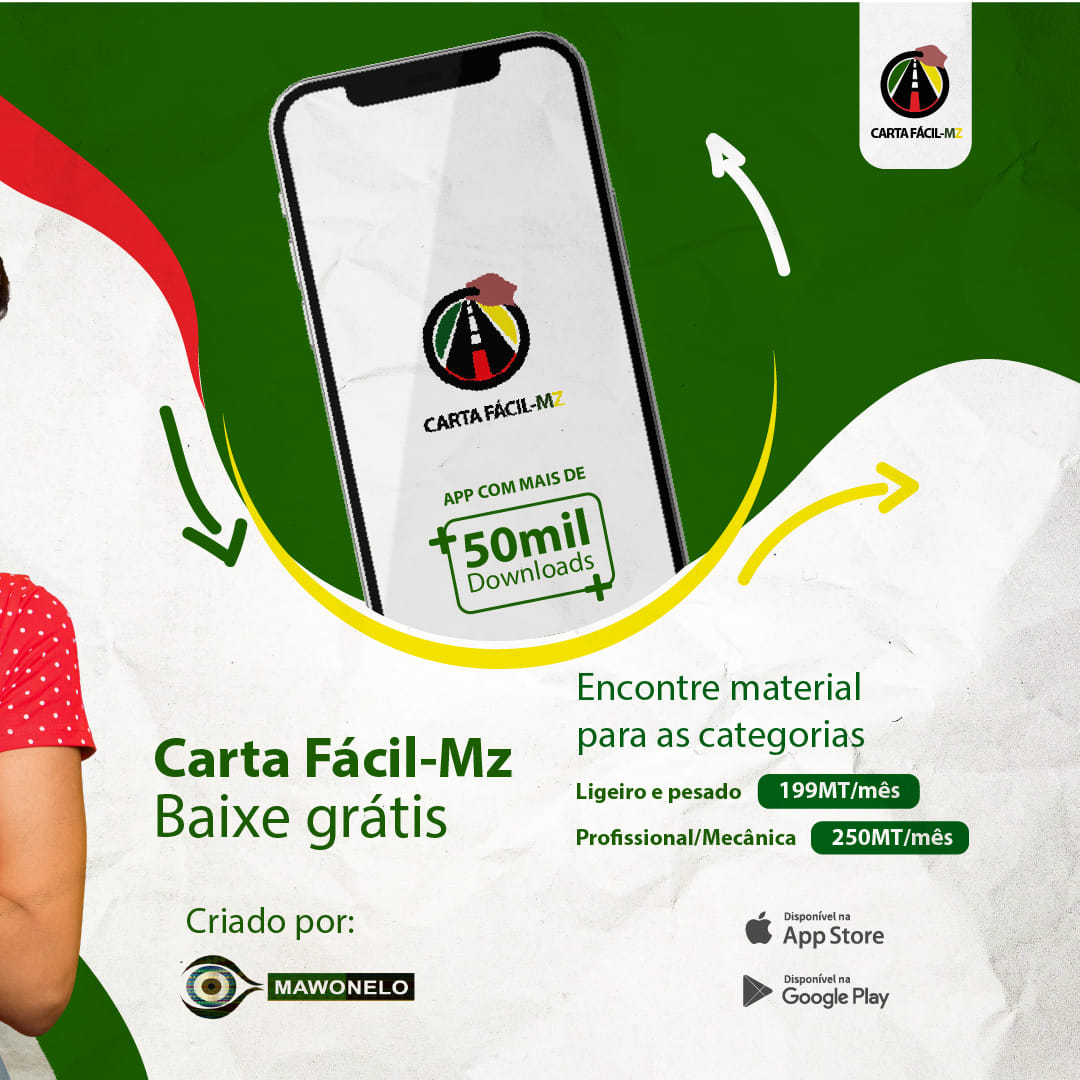 CARTA FÁCIL-MZ
CARTA FÁCIL-MZ
APP COM MAIS DE
50mil
Downloads
Encontre material
para as categorias
Ligeiro e pesado 199MT/mês
Profissional/Mecânica 250MT/mês
Carta Fácil-Mz
Baixe grátis
Criado por:
MAWONELO
Disponível na
App Store
Disponível na
Google Play